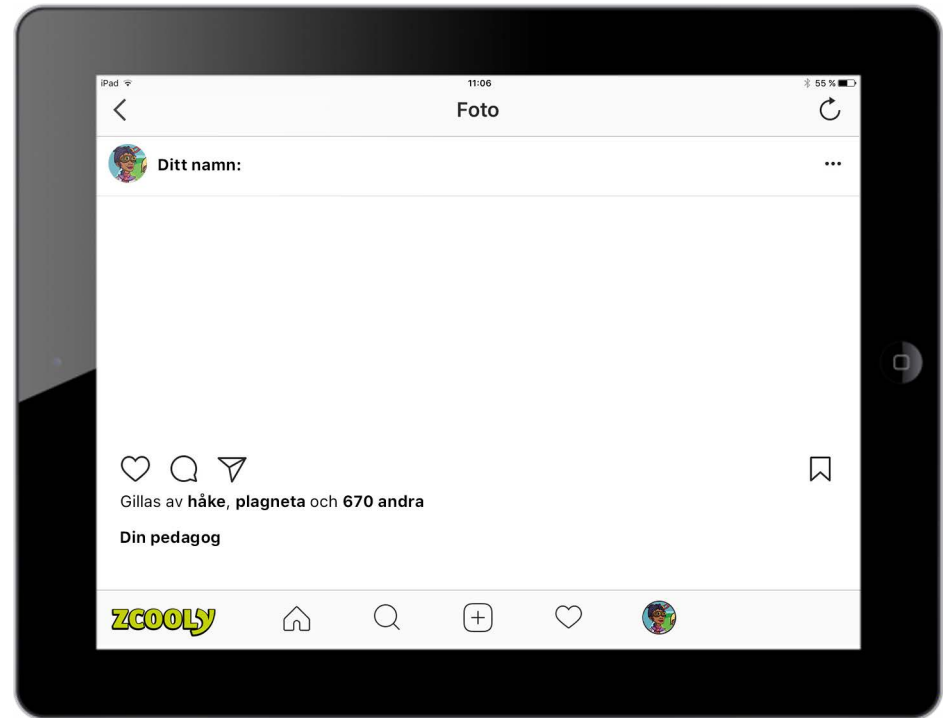 iPad 11:06 55 %
Foto
Ditt namn:
Gillas av håke, plagneta och 670 andra
Din pedagog
ZCOOLY